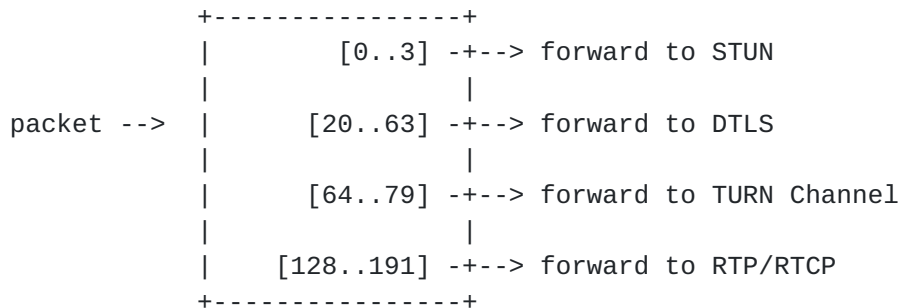 +----------------+
|        [0..3] -+--> forward to STUN
|                |
packet -->  |      [20..63] -+--> forward to DTLS
|                |
|      [64..79] -+--> forward to TURN Channel
|                |
|    [128..191] -+--> forward to RTP/RTCP
+----------------+